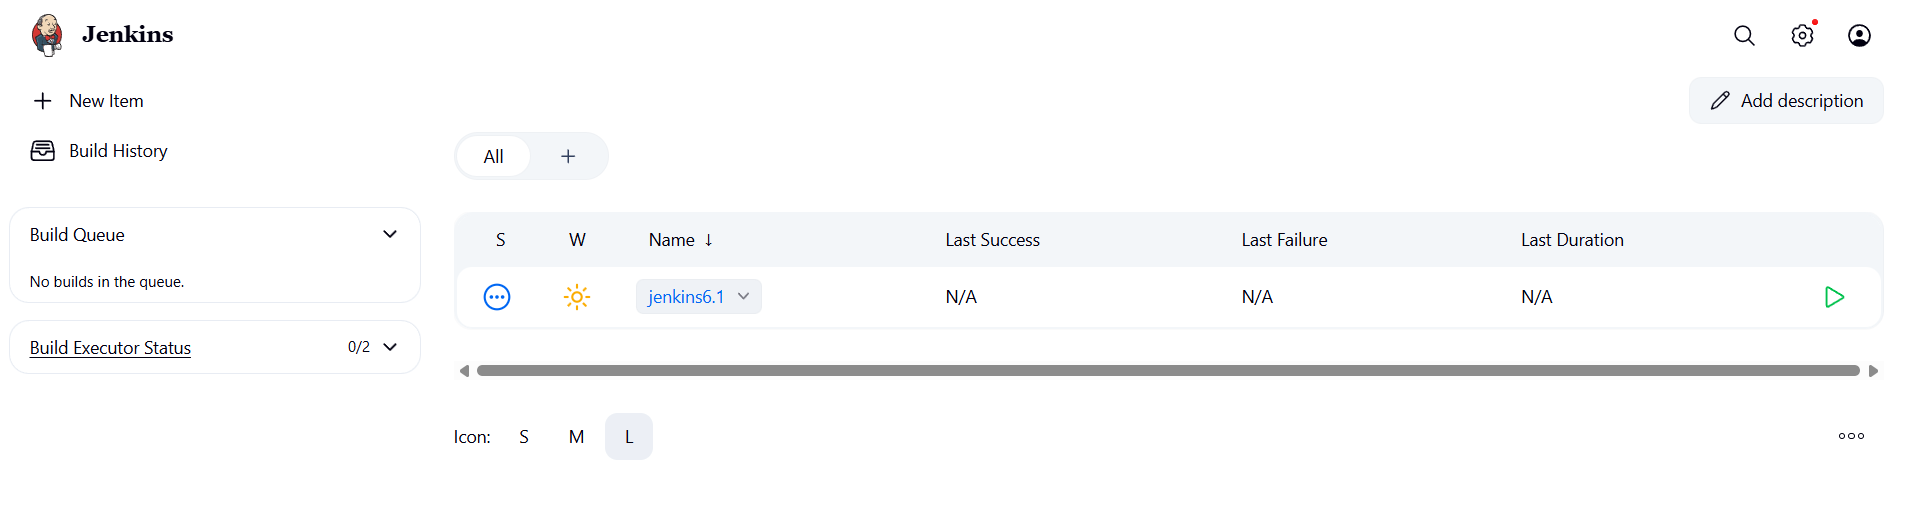 Jenkins
New Item
Add description
Build History
All +
Build Queue
No builds in the queue.
Build Executor Status 0/2
S W Name ↓ Last Success Last Failure Last Duration
jenkins6.1 N/A N/A N/A
Icon: S M L